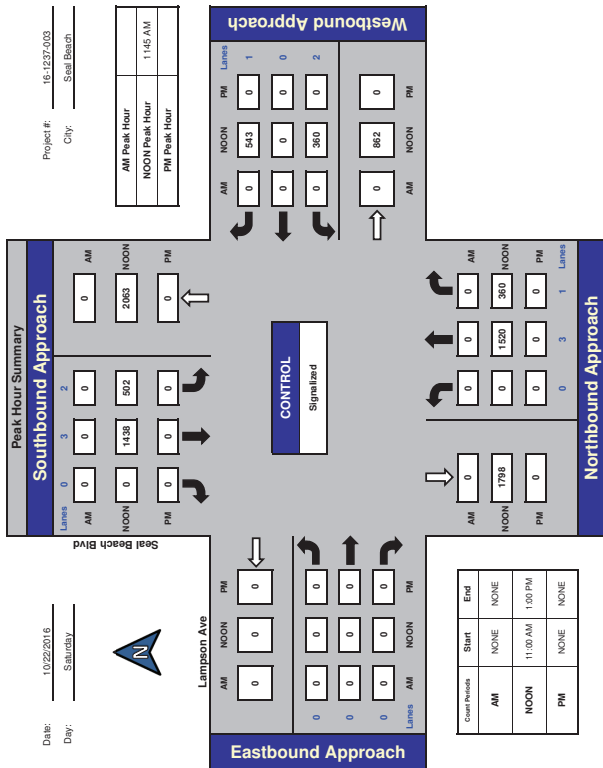 Peak Hour Summary
Southbound Approach
Project #: 16-1237-003
City: Seal Beach
AM Peak Hour
NOON Peak Hour 1145 AM
PM Peak Hour
Date: 10/22/2016
Day: Saturday
N
Seal Beach Blvd
Lampson Ave
Lanes 0 3 2
AM 0 0 0 0 AM
NOON 0 1438 502 2063 NOON
PM 0 0 0 0 PM
Westbound Approach
AM NOON PM Lanes
0 543 0 1
0 0 0 0
0 360 0 2
0 862 0
AM NOON PM
CONTROL
Signalized
Eastbound Approach
AM NOON PM
0 0 0
0 0 0 0
0 0 0 0
0 0 0 0
Lanes AM NOON PM
Northbound Approach
AM 0 0 0 0 AM
NOON 1798 0 1520 360 NOON
PM 0 0 0 0 PM
0 3 1 Lanes
Count Periods Start End
AM NONE NONE
NOON 11:00 AM 1:00 PM
PM NONE NONE